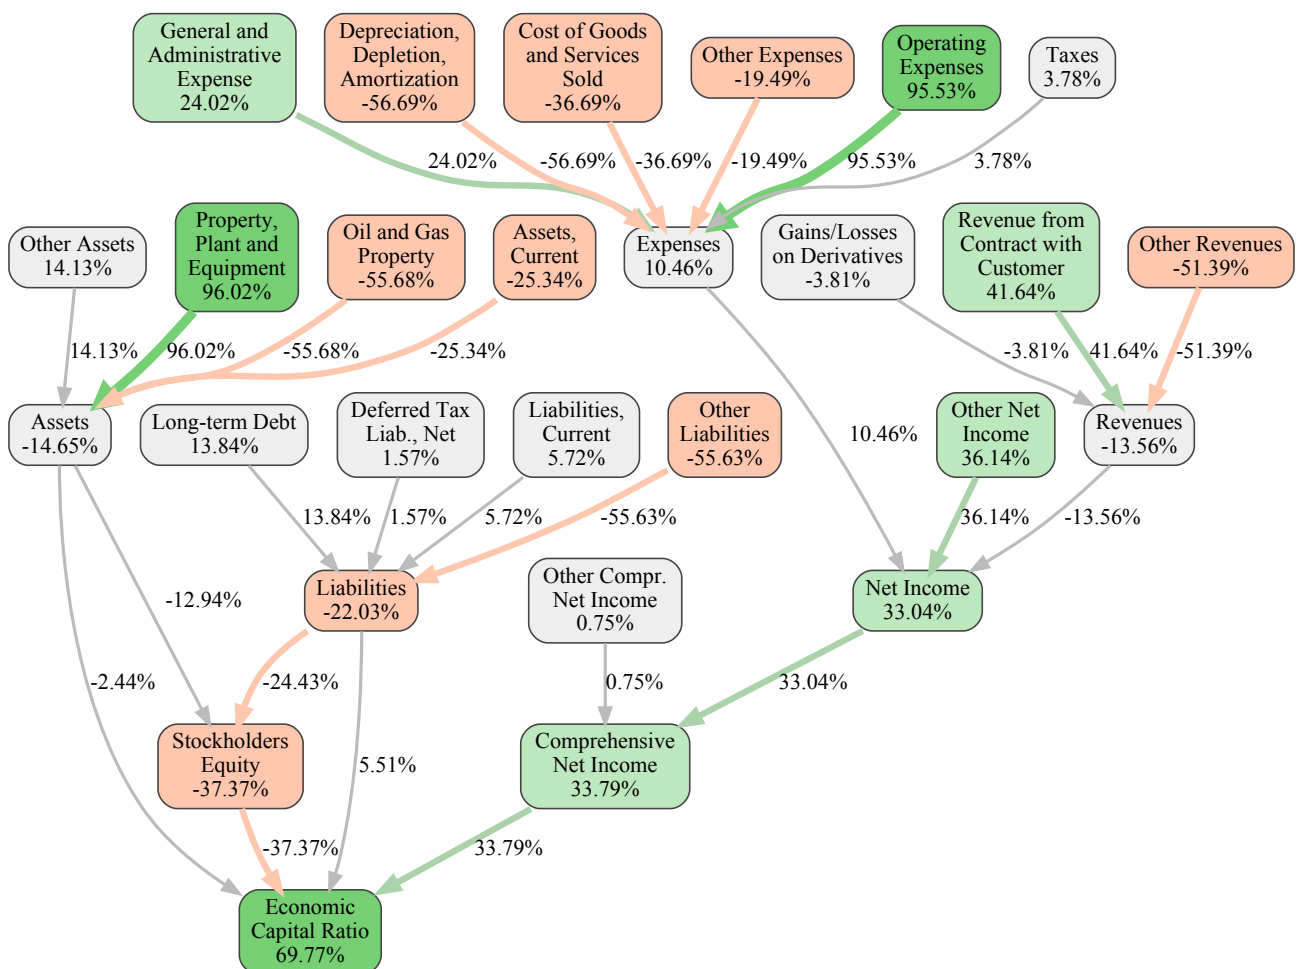 General and
Administrative
Expense
24.02%
Depreciation,
Depletion,
Amortization
-56.69%
Cost of Goods
and Services
Sold
-36.69%
Other Expenses
-19.49%
Operating
Expenses
95.53%
Taxes
3.78%
24.02%
-56.69%
-36.69%
-19.49%
95.53%
3.78%
Other Assets
14.13%
Property,
Plant and
Equipment
96.02%
Oil and Gas
Property
-55.68%
Assets,
Current
-25.34%
Expenses
10.46%
Gains/Losses
on Derivatives
-3.81%
Revenue from
Contract with
Customer
41.64%
Other Revenues
-51.39%
14.13%
96.02%
-55.68%
-25.34%
-3.81%
41.64%
-51.39%
Assets
-14.65%
Long-term Debt
13.84%
Deferred Tax
Liab., Net
1.57%
Liabilities,
Current
5.72%
Other
Liabilities
-55.63%
10.46%
Other Net
Income
36.14%
Revenues
-13.56%
13.84%
1.57%
5.72%
-55.63%
36.14%
-13.56%
-12.94%
Liabilities
-22.03%
Other Compr.
Net Income
0.75%
Net Income
33.04%
-2.44%
-24.43%
0.75%
33.04%
Stockholders
Equity
-37.37%
5.51%
Comprehensive
Net Income
33.79%
-37.37%
33.79%
Economic
Capital Ratio
69.77%